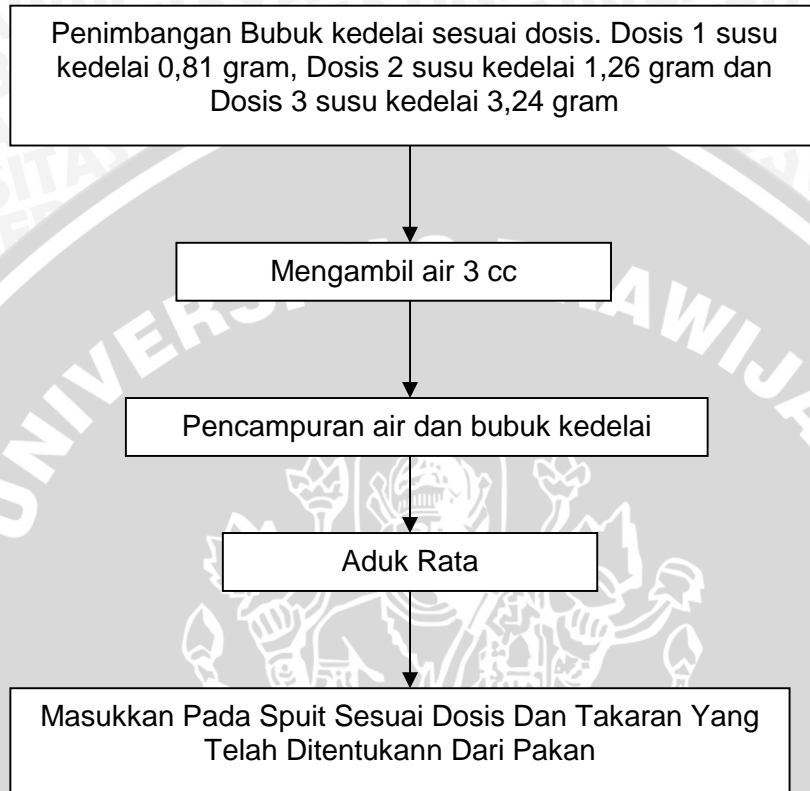 Penimbangan Bubuk kedelai sesuai dosis. Dosis 1 susu
kedelai 0,81 gram, Dosis 2 susu kedelai 1,26 gram dan
Dosis 3 susu kedelai 3,24 gram
Mengambil air 3 cc
Pencampuran air dan bubuk kedelai
Aduk Rata
Masukkan Pada Spuit Sesuai Dosis Dan Takaran Yang
Telah Ditentukann Dari Pakan